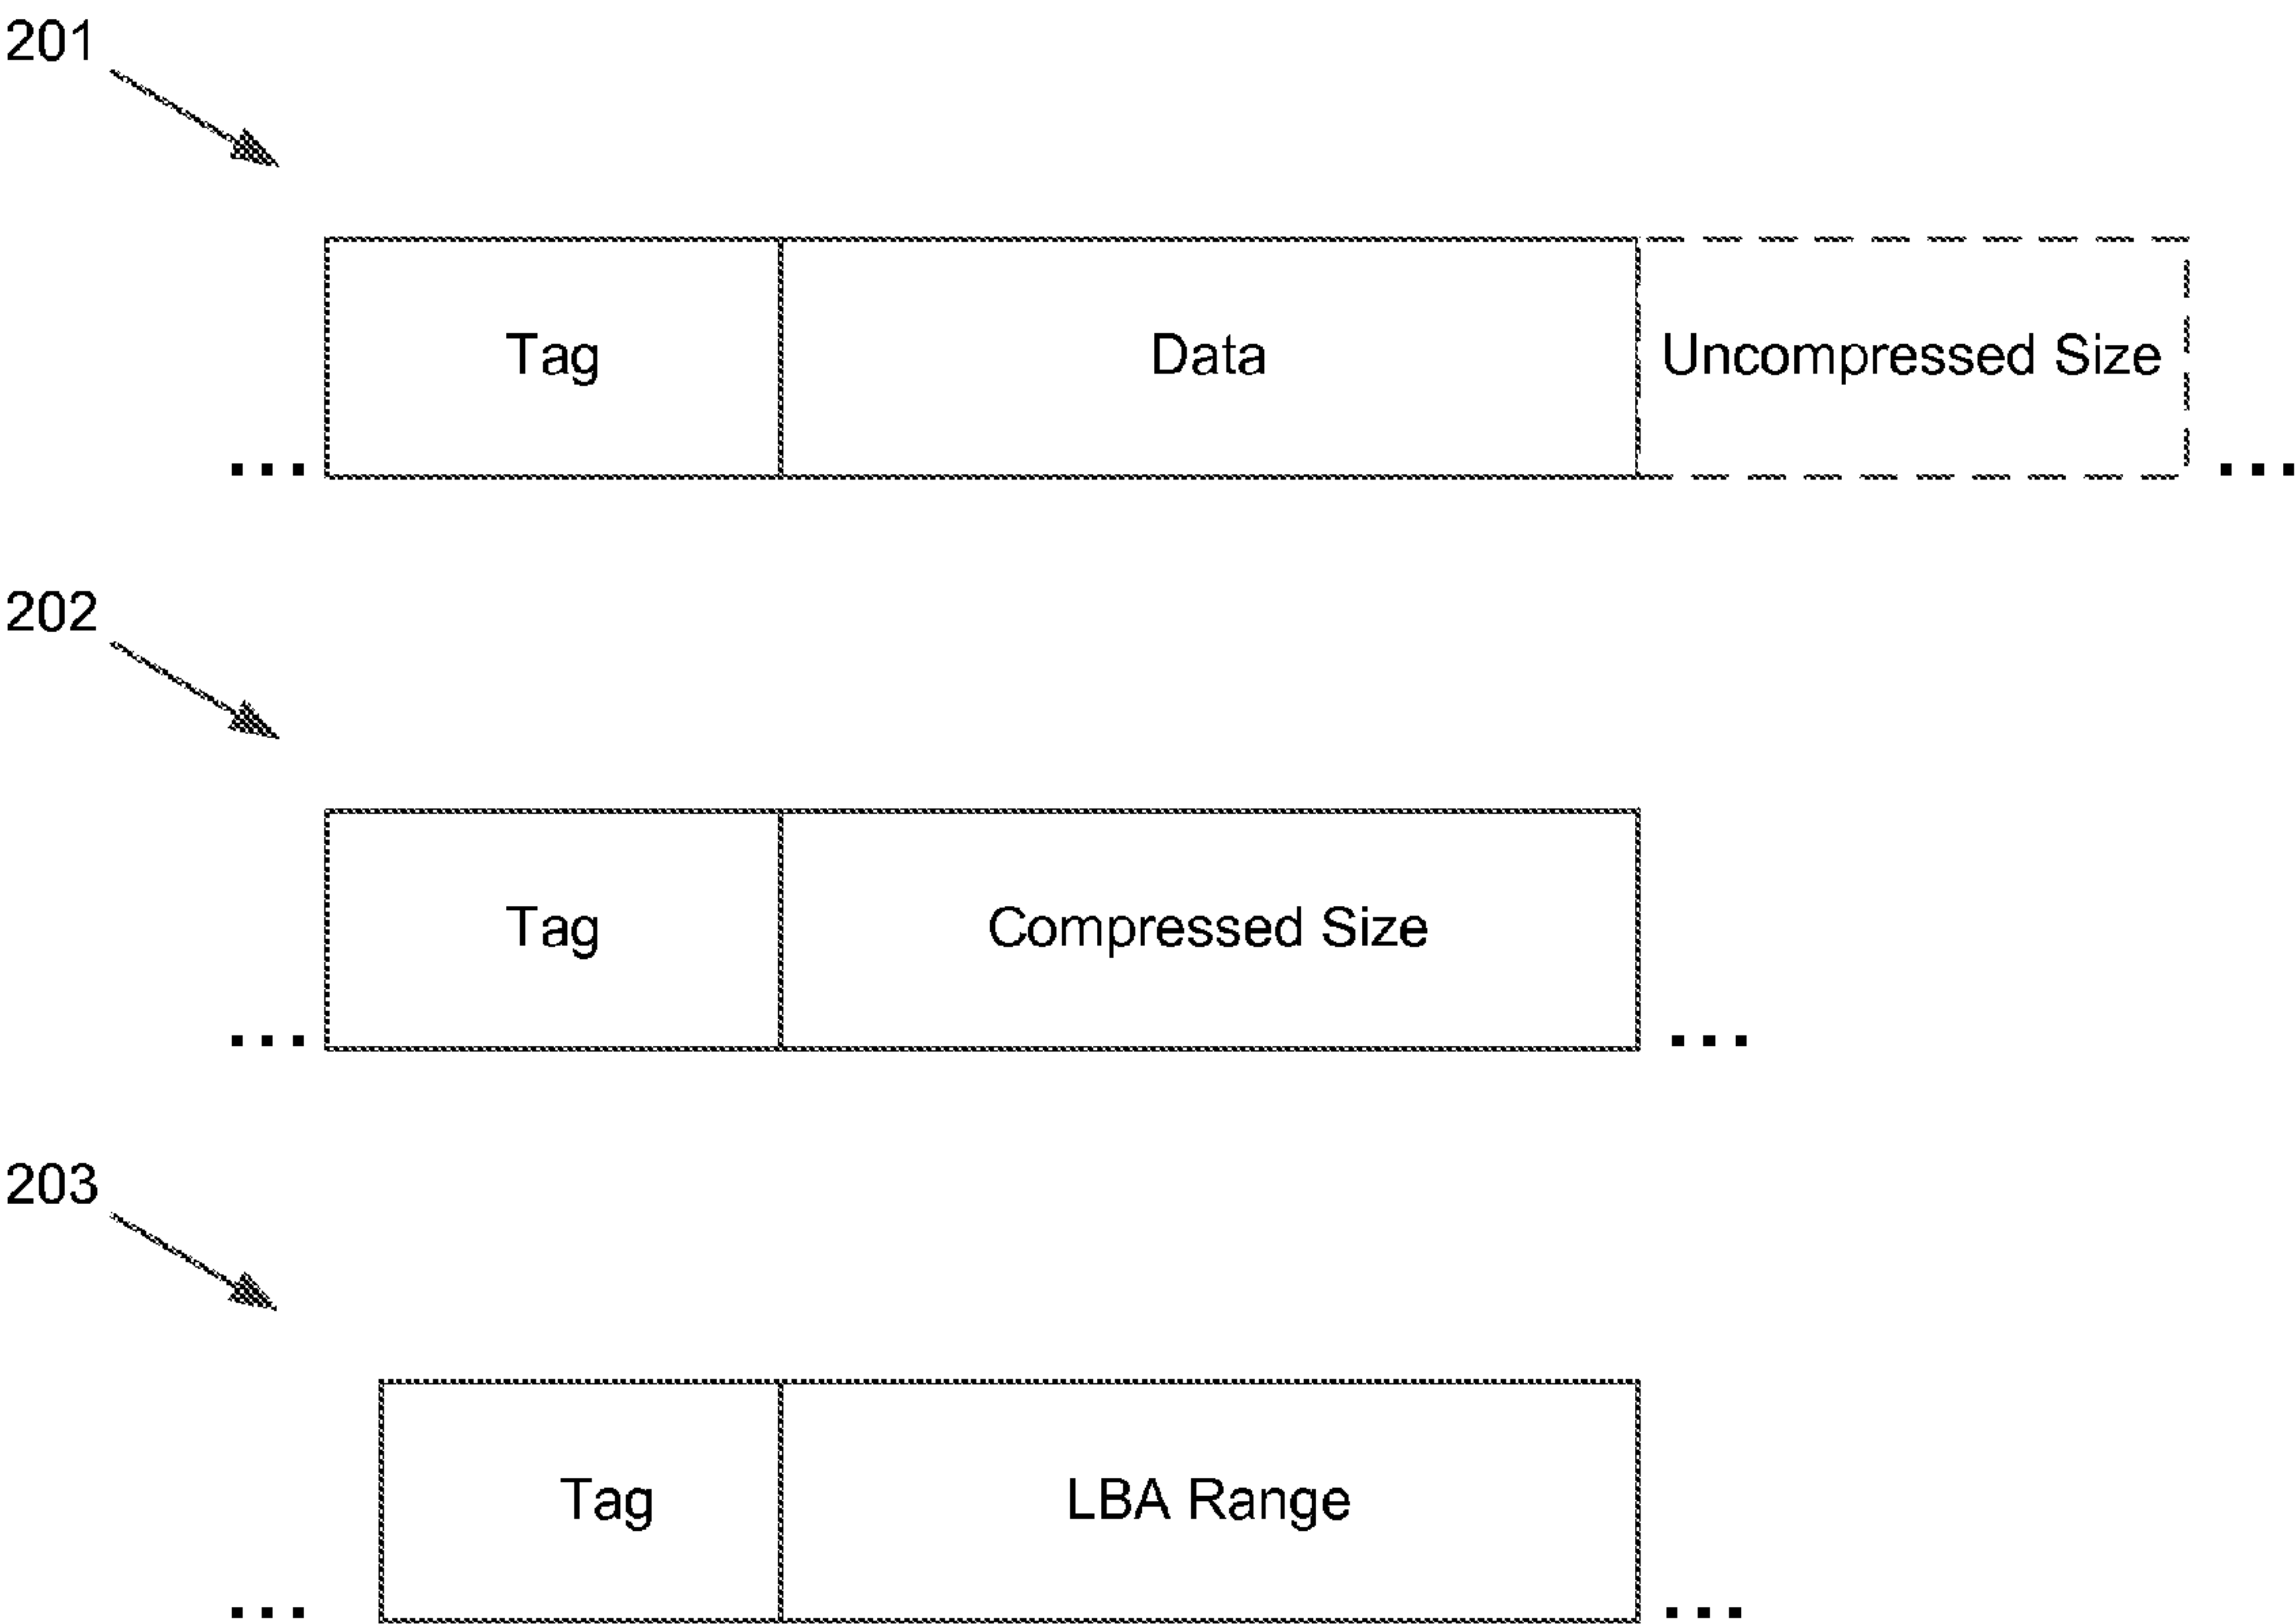 201
Tag Data Uncompressed Size
... ...
202
Tag Compressed Size
... ...
203
Tag LBA Range
... ...